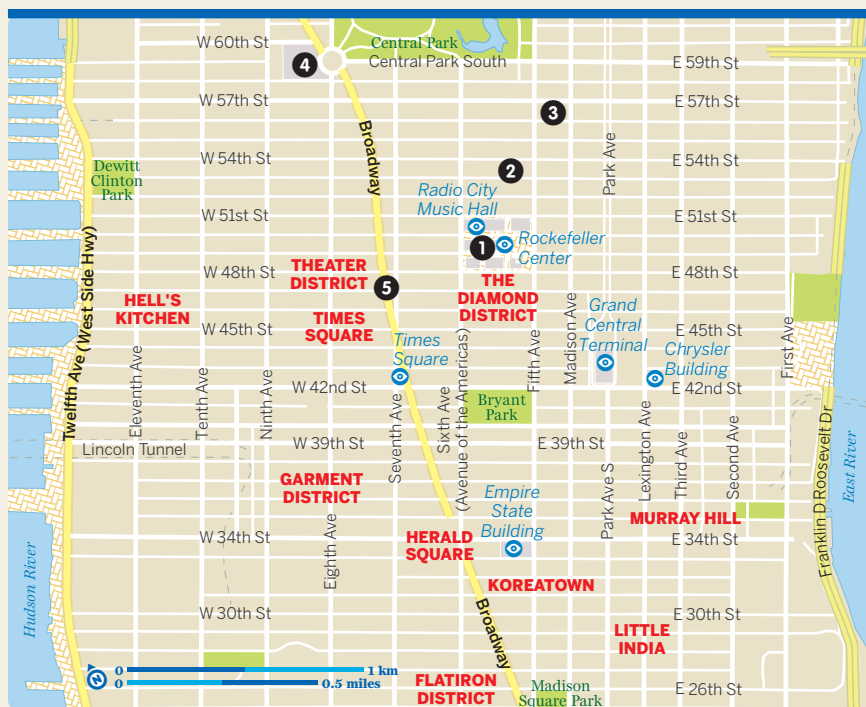 W 60th St
Central Park
Central Park South
E 59th St
4
W 57th St
E 57th St
3
Broadway
Park Ave
W 54th St
E 54th St
Dewitt
Clinton
Park
2
Radio City
Music Hall
W 51st St
E 51st St
1
Rockefeller
Center
W 48th St
E 48th St
THEATER
DISTRICT
5
THE
DIAMOND
DISTRICT
HELL'S
KITCHEN
TIMES
SQUARE
W 45th St
E 45th St
Grand
Central
Terminal
Times
Square
Chrysler
Building
Twelfth Ave (West Side Hwy)
Eleventh Ave
Tenth Ave
Ninth Ave
W 42nd St
E 42nd St
Seventh Ave
Sixth Ave
(Avenue of the Americas)
Fifth Ave
Madison Ave
First Ave
Bryant
Park
W 39th St
E 39th St
Lincoln Tunnel
Lexington Ave
Third Ave
Second Ave
Park Ave S
Franklin D Roosevelt Dr
East River
GARMENT
DISTRICT
Empire
State
Building
MURRAY HILL
W 34th St
E 34th St
HERALD
SQUARE
Eighth Ave
Hudson River
KOREATOWN
W 30th St
E 30th St
Broadway
LITTLE
INDIA
N
0 1 km
0 0.5 miles
FLATIRON
DISTRICT
Madison
Square Park
E 26th St